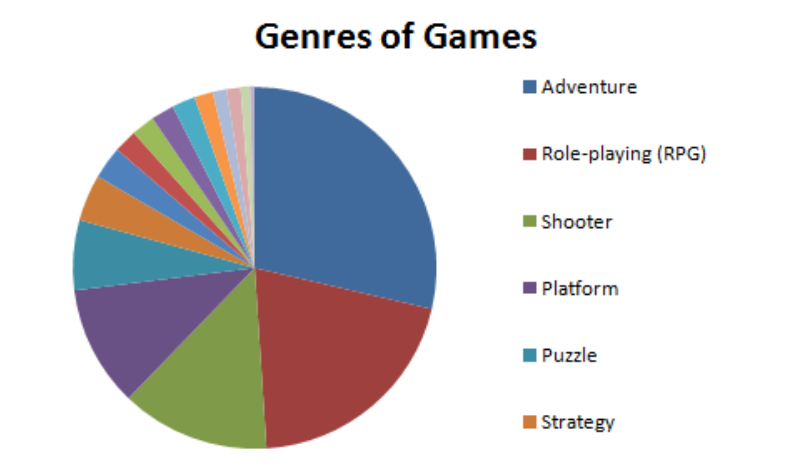 Genres of Games
Adventure
Role-playing (RPG)
Shooter
Platform
Puzzle
Strategy